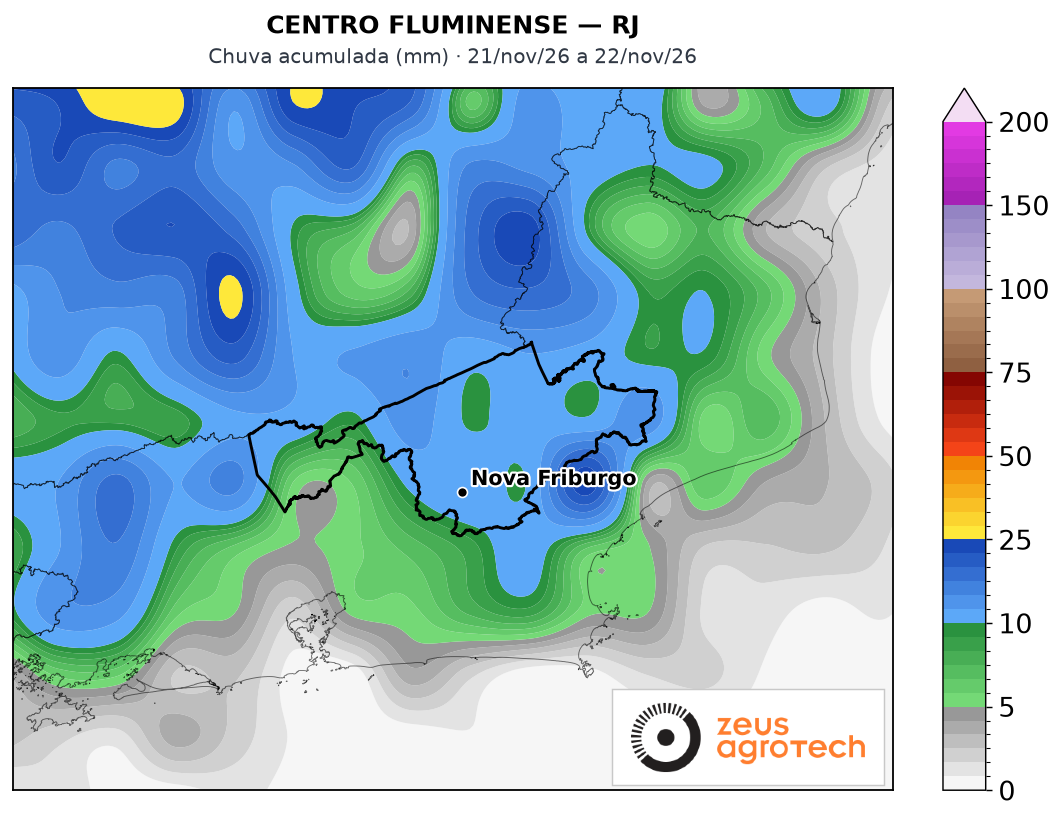 CENTRO FLUMINENSE — RJ
Chuva acumulada (mm) · 21/nov/26 a 22/nov/26
200
150
100
75
50
25
10
5
0
Nova Friburgo
zeus
agrotech